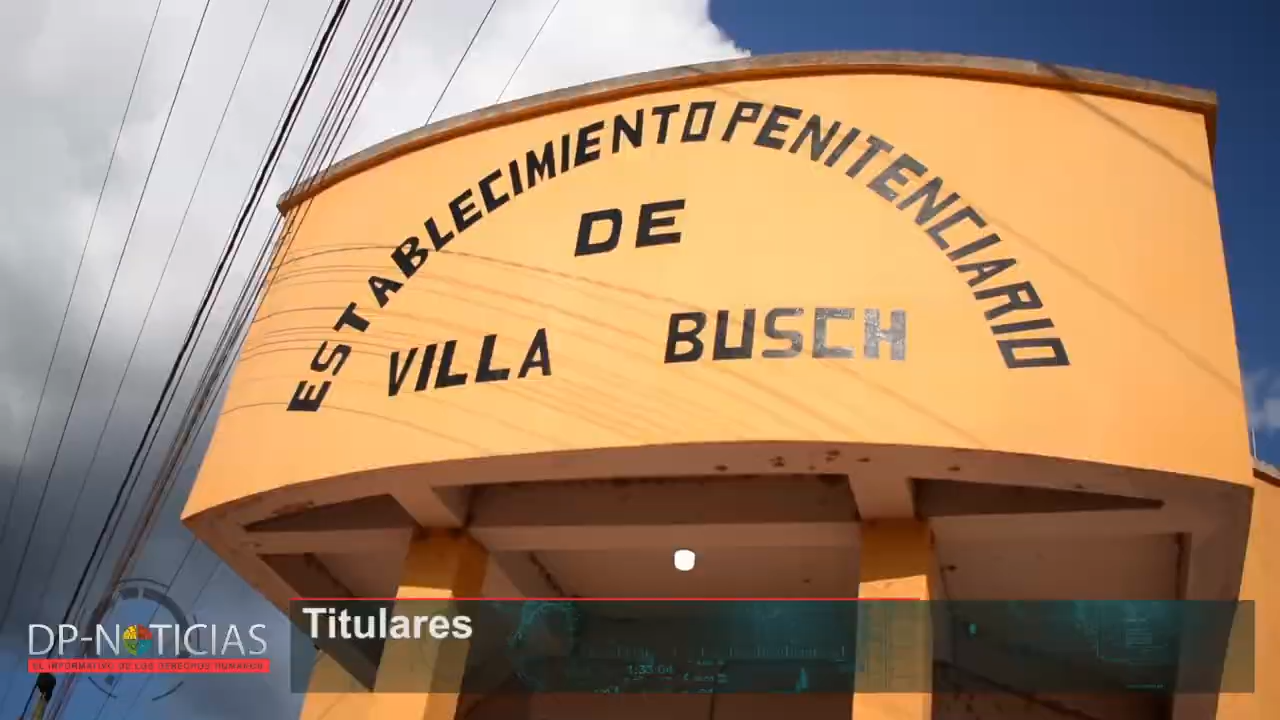 ESTABLECIMIENTO PENITENCIARIO
DE
VILLA BUSCH
Titulares
DP-NOTICIAS
EL INFORMATIVO DE LOS DERECHOS HUMANOS